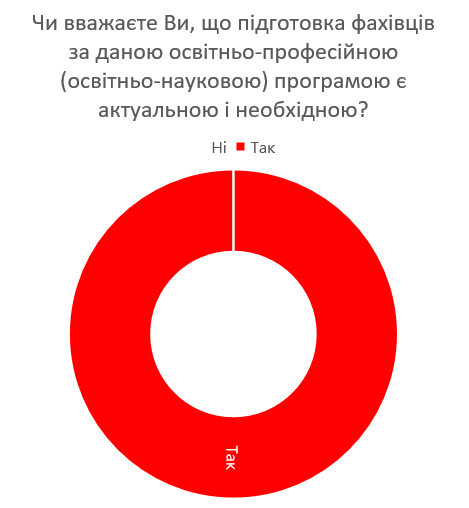 Чи вважаєте Ви, що підготовка фахівців
за даною освітньо-професійною
(освітньо-науковою) програмою є
актуальною і необхідною?
Ні Так
Так